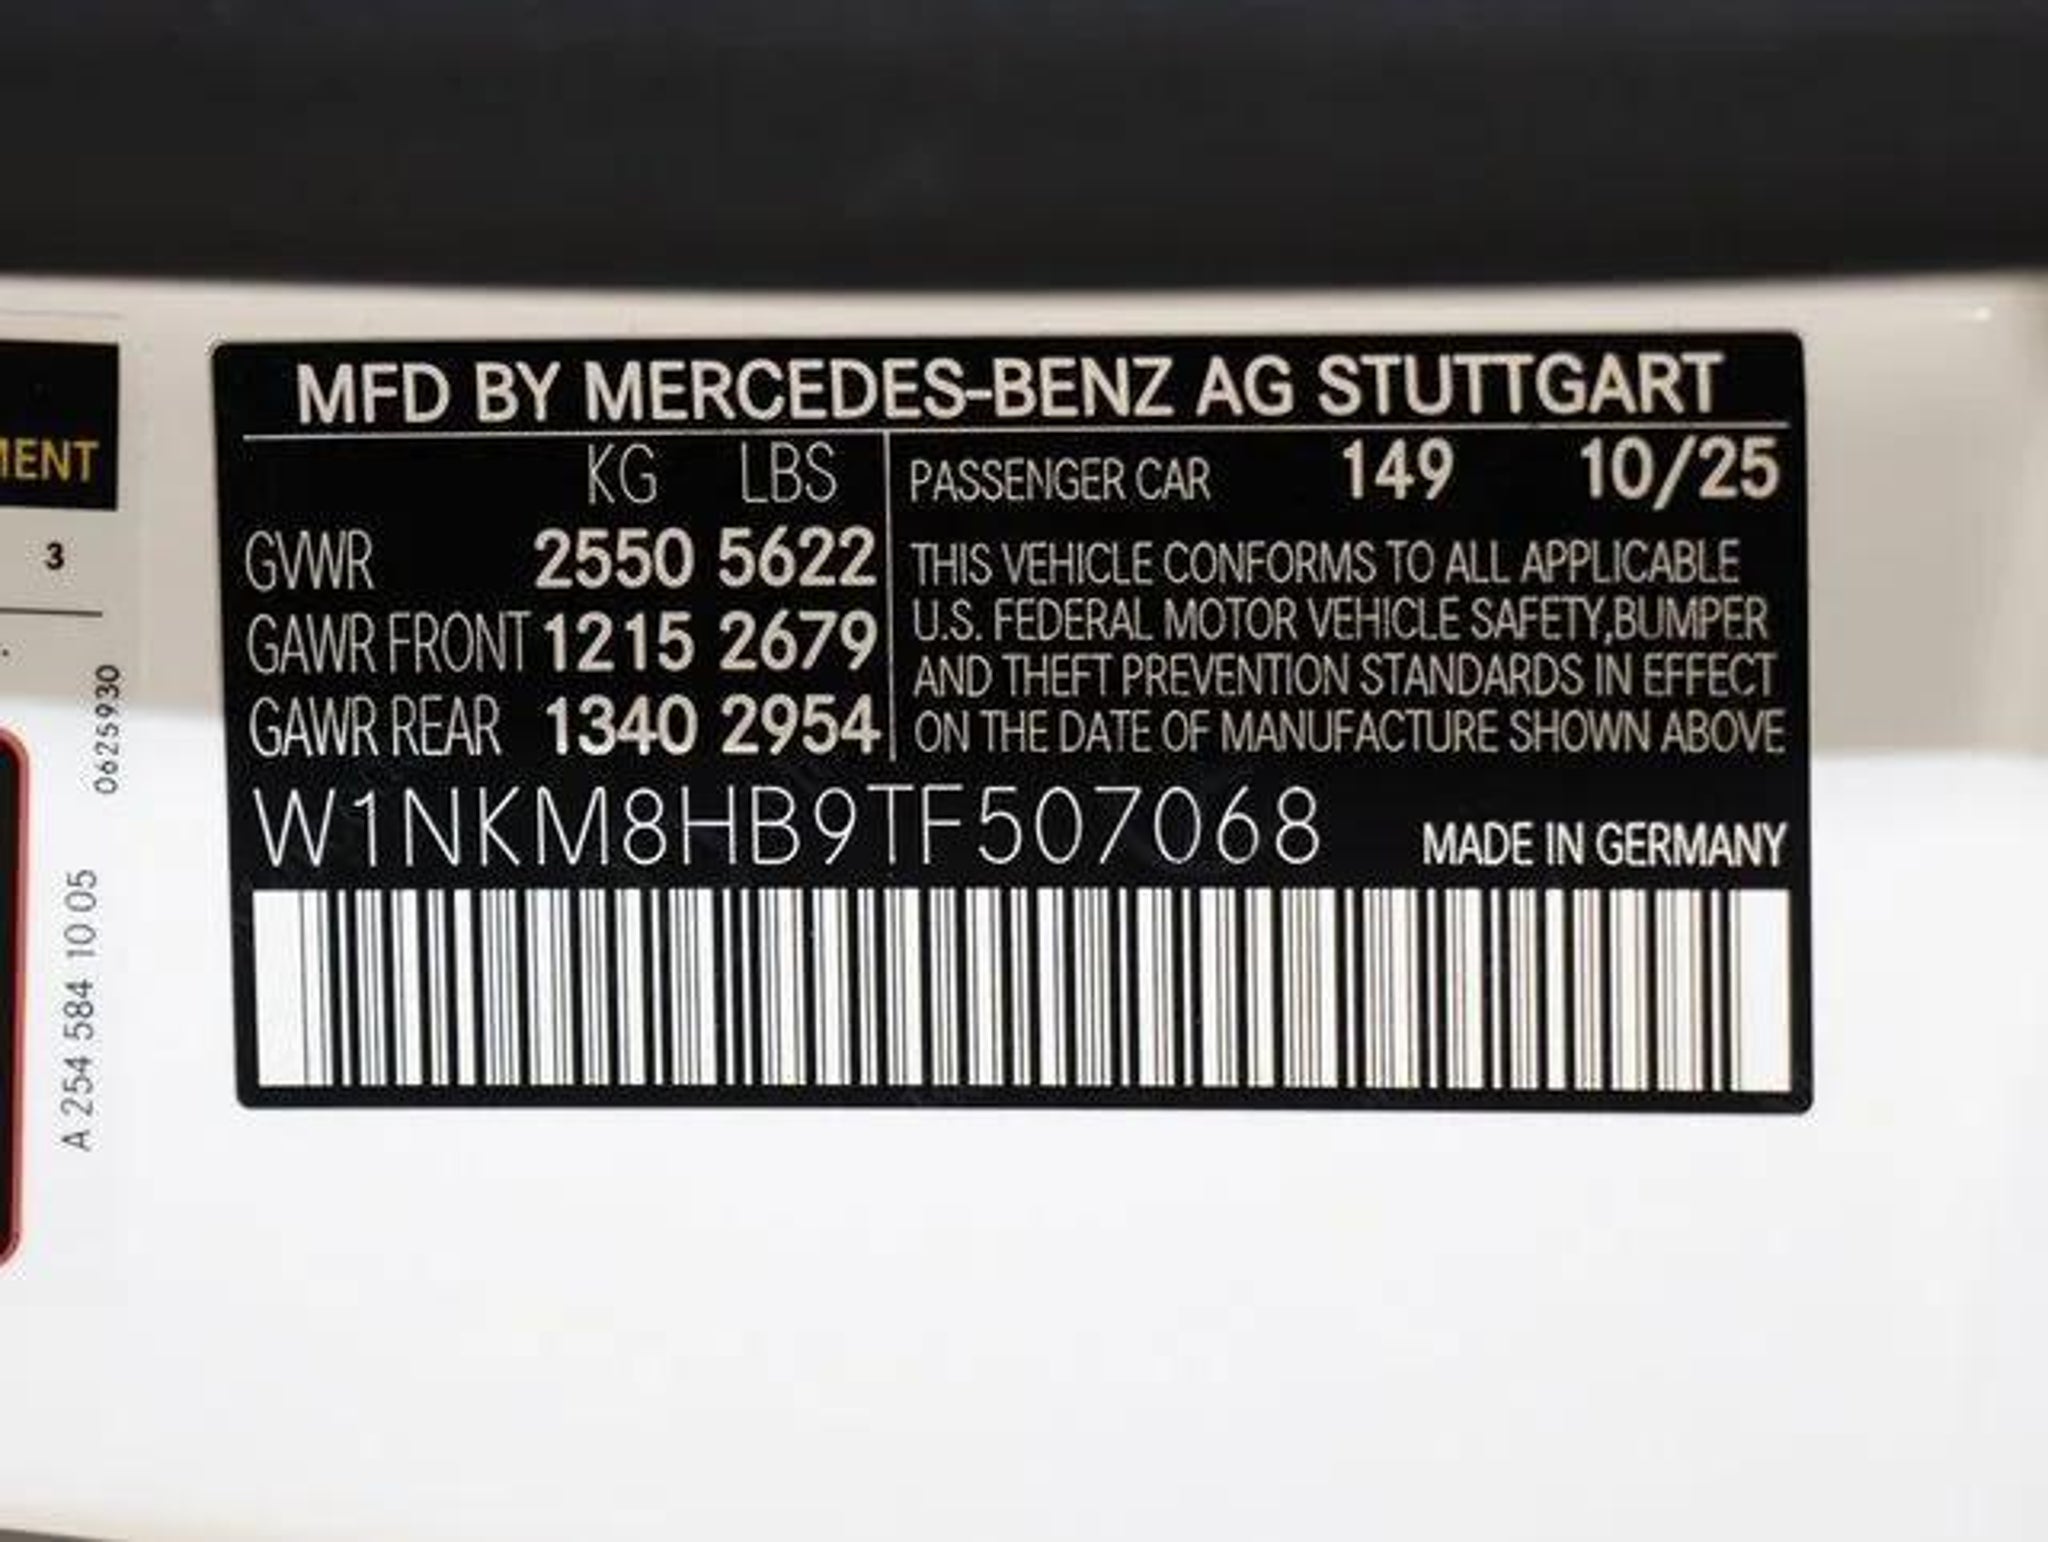 MFD BY MERCEDES-BENZ AG STUTTGART
KG LBS
GVWR 2550 5622
GAWR FRONT 1215 2679
GAWR REAR 1340 2954
PASSENGER CAR 149 10/25
THIS VEHICLE CONFORMS TO ALL APPLICABLE
U.S. FEDERAL MOTOR VEHICLE SAFETY,BUMPER
AND THEFT PREVENTION STANDARDS IN EFFECT
ON THE DATE OF MANUFACTURE SHOWN ABOVE
W1NKM8HB9TF507068
MADE IN GERMANY
3
0625930
A 254 584 10 05